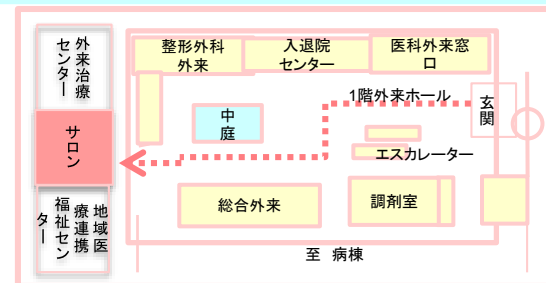 外来治療
センター
整形外科
外来
入退院
センター
医科外来窓
口
1階外来ホール
玄関
中
庭
サロン
エスカレーター
地域医
療連携
福祉セン
ター
総合外来
調剤室
至 病棟